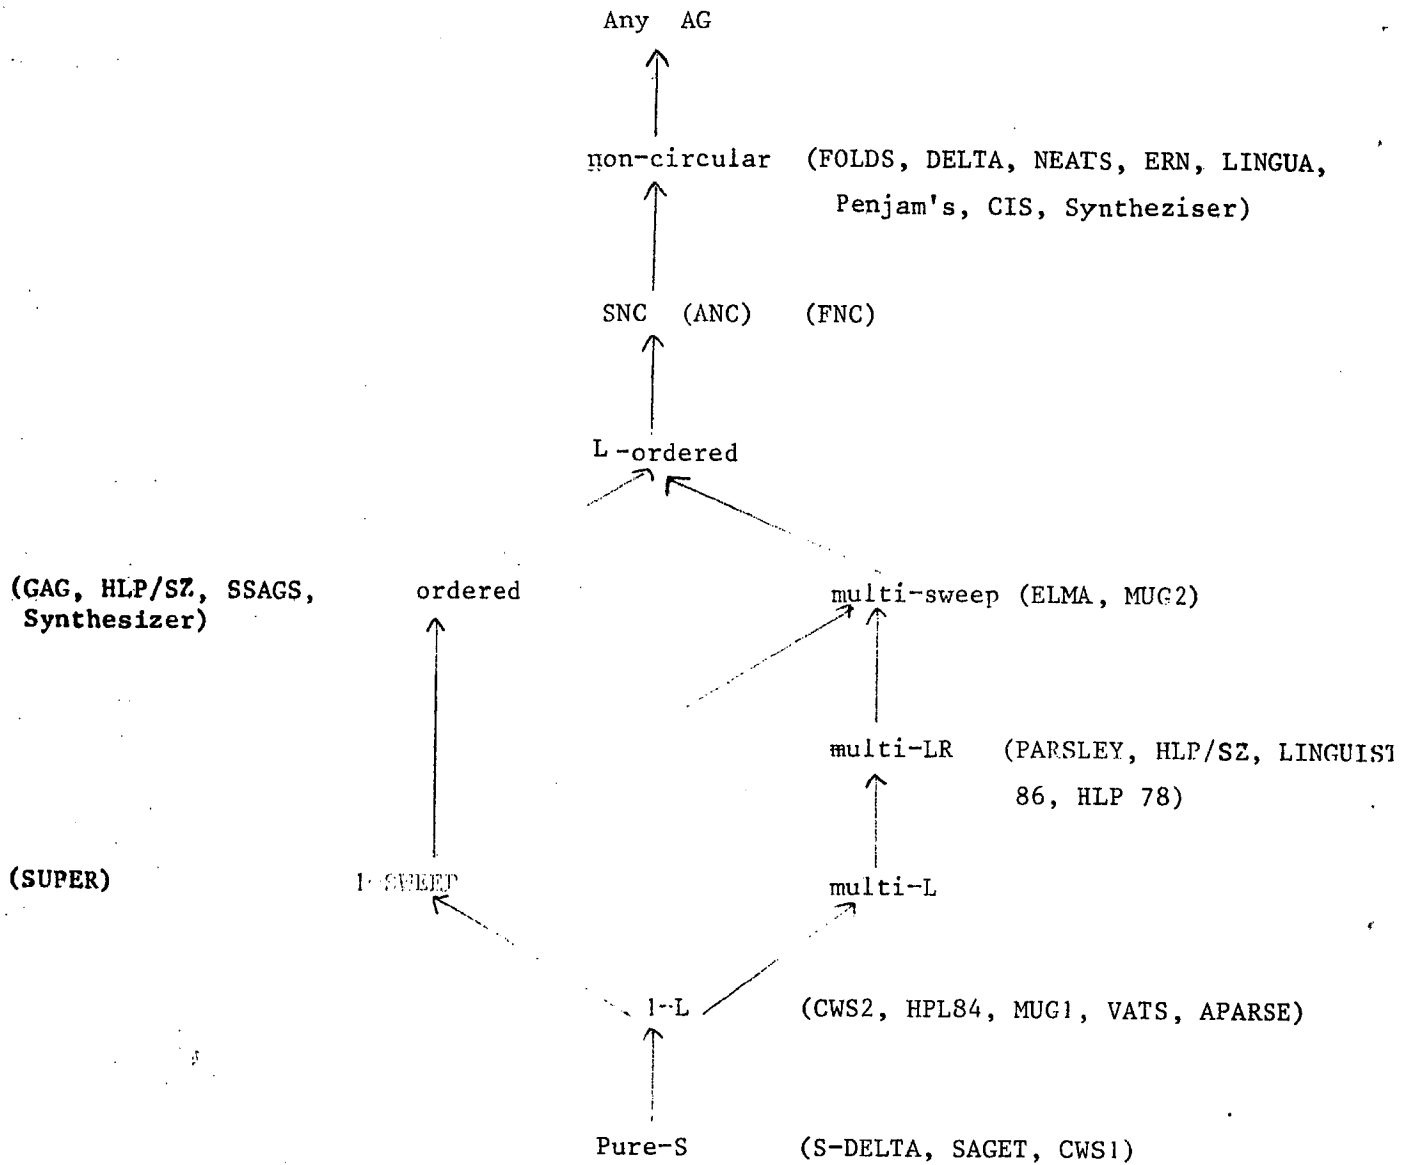 Any AG
non-circular (FOLDS, DELTA, NEATS, ERN, LINGUA,
Penjam's, CIS, Syntheziser)
SNC (ANC) (FNC)
L-ordered
(GAG, HLP/SZ, SSAGS, ordered multi-sweep (ELMA, MUG2)
Synthesizer)
multi-LR (PARSLEY, HLP/SZ, LINGUIST
86, HLP 78)
(SUPER) 1-SWEEP multi-L
1-L (CWS2, HPL84, MUG1, VATS, APARSE)
Pure-S (S-DELTA, SAGET, CWS1)